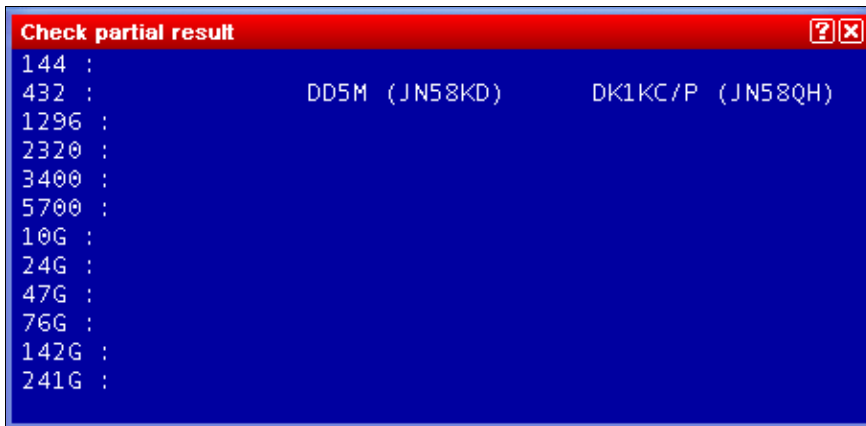 Check partial result
144 :
432 : DD5M (JN58KD) DK1KC/P (JN58QH)
1296 :
2320 :
3400 :
5700 :
10G :
24G :
47G :
76G :
142G :
241G :